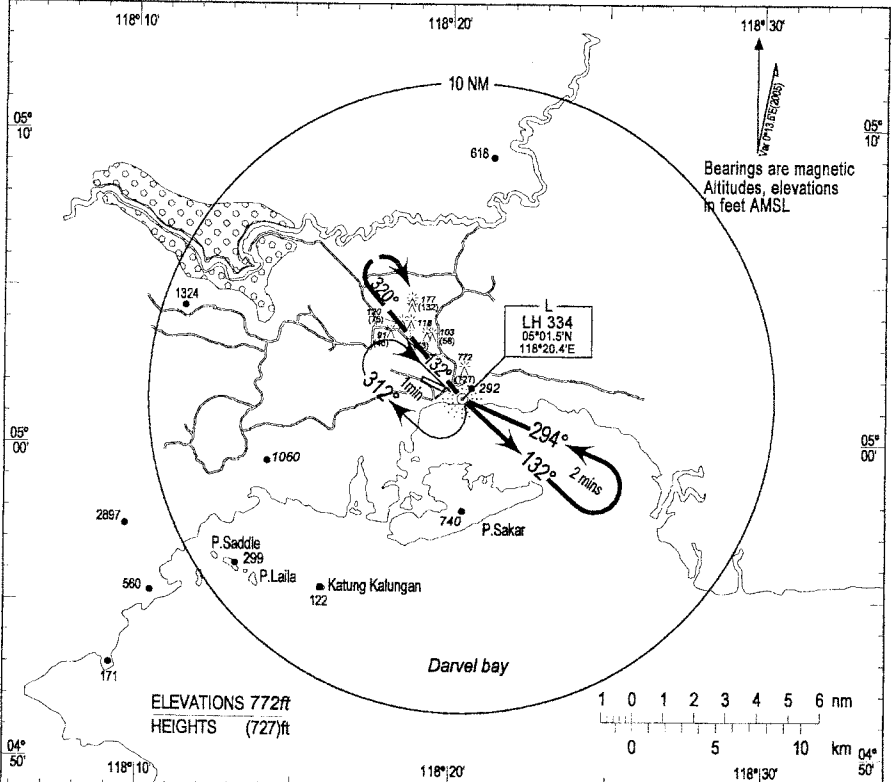 118° 10'
118° 20'
118° 30'
10 NM
05°
10'
05°
10'
618
Var 0°13.6'E(2005)
Bearings are magnetic
Altitudes, elevations
in feet AMSL
1324
320°
177
(132)
120
(75)
118
103
(58)
91
L
LH 334
05°01.5'N
118°20.4'E
132°
772
(727)
292
1min
312°
05°
00'
294°
132°
2 mins
05°
00'
1060
2897
740
P.Sakar
P.Saddle
299
P.Laila
560
Katung Kalungan
122
171
Darvel bay
ELEVATIONS 772ft
HEIGHTS (727)ft
1 0 1 2 3 4 5 6 nm
0 5 10 km
04°
50'
04°
50'
118° 10'
118° 20'
118° 30'